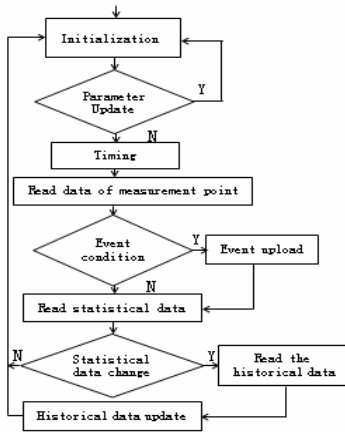 Initialization
Parameter
Update
Y
N
Timing
Read data of measurement point
Event
condition
Y
Event upload
N
Read statistical data
Statistical
data change
N
Y
Read the
historical data
Historical data update